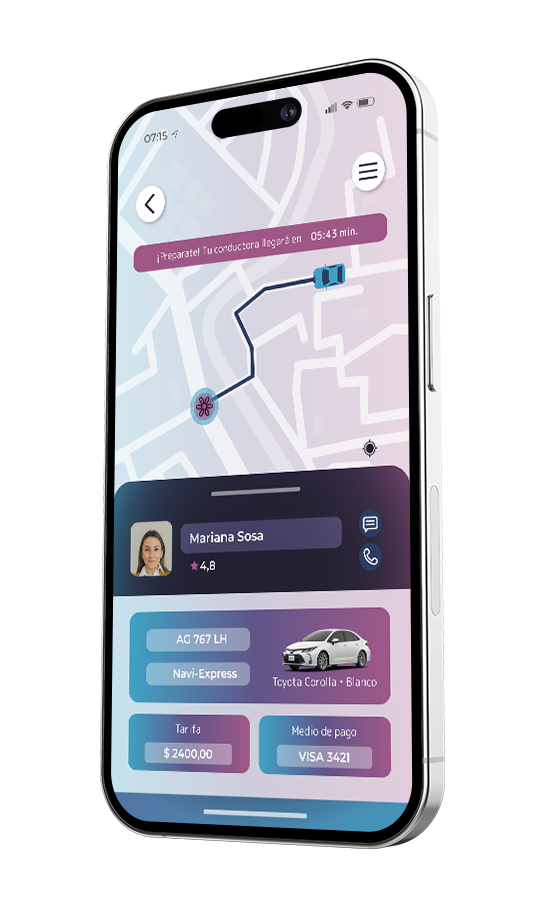 07:15
¡Preparate! Tu conductora llegará en 05:43 min.
Mariana Sosa
4,8
AG 767 LH
Navi-Express
Toyota Corolla • Blanco
Tarifa
$ 2400,00
Medio de pago
VISA 3421